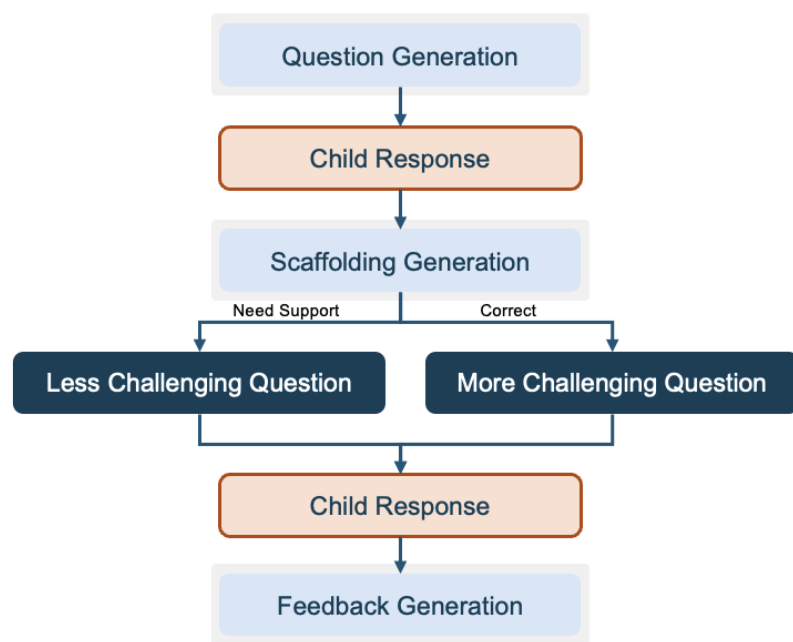 Question Generation
Child Response
Scaffolding Generation
Need Support
Correct
Less Challenging Question
More Challenging Question
Child Response
Feedback Generation